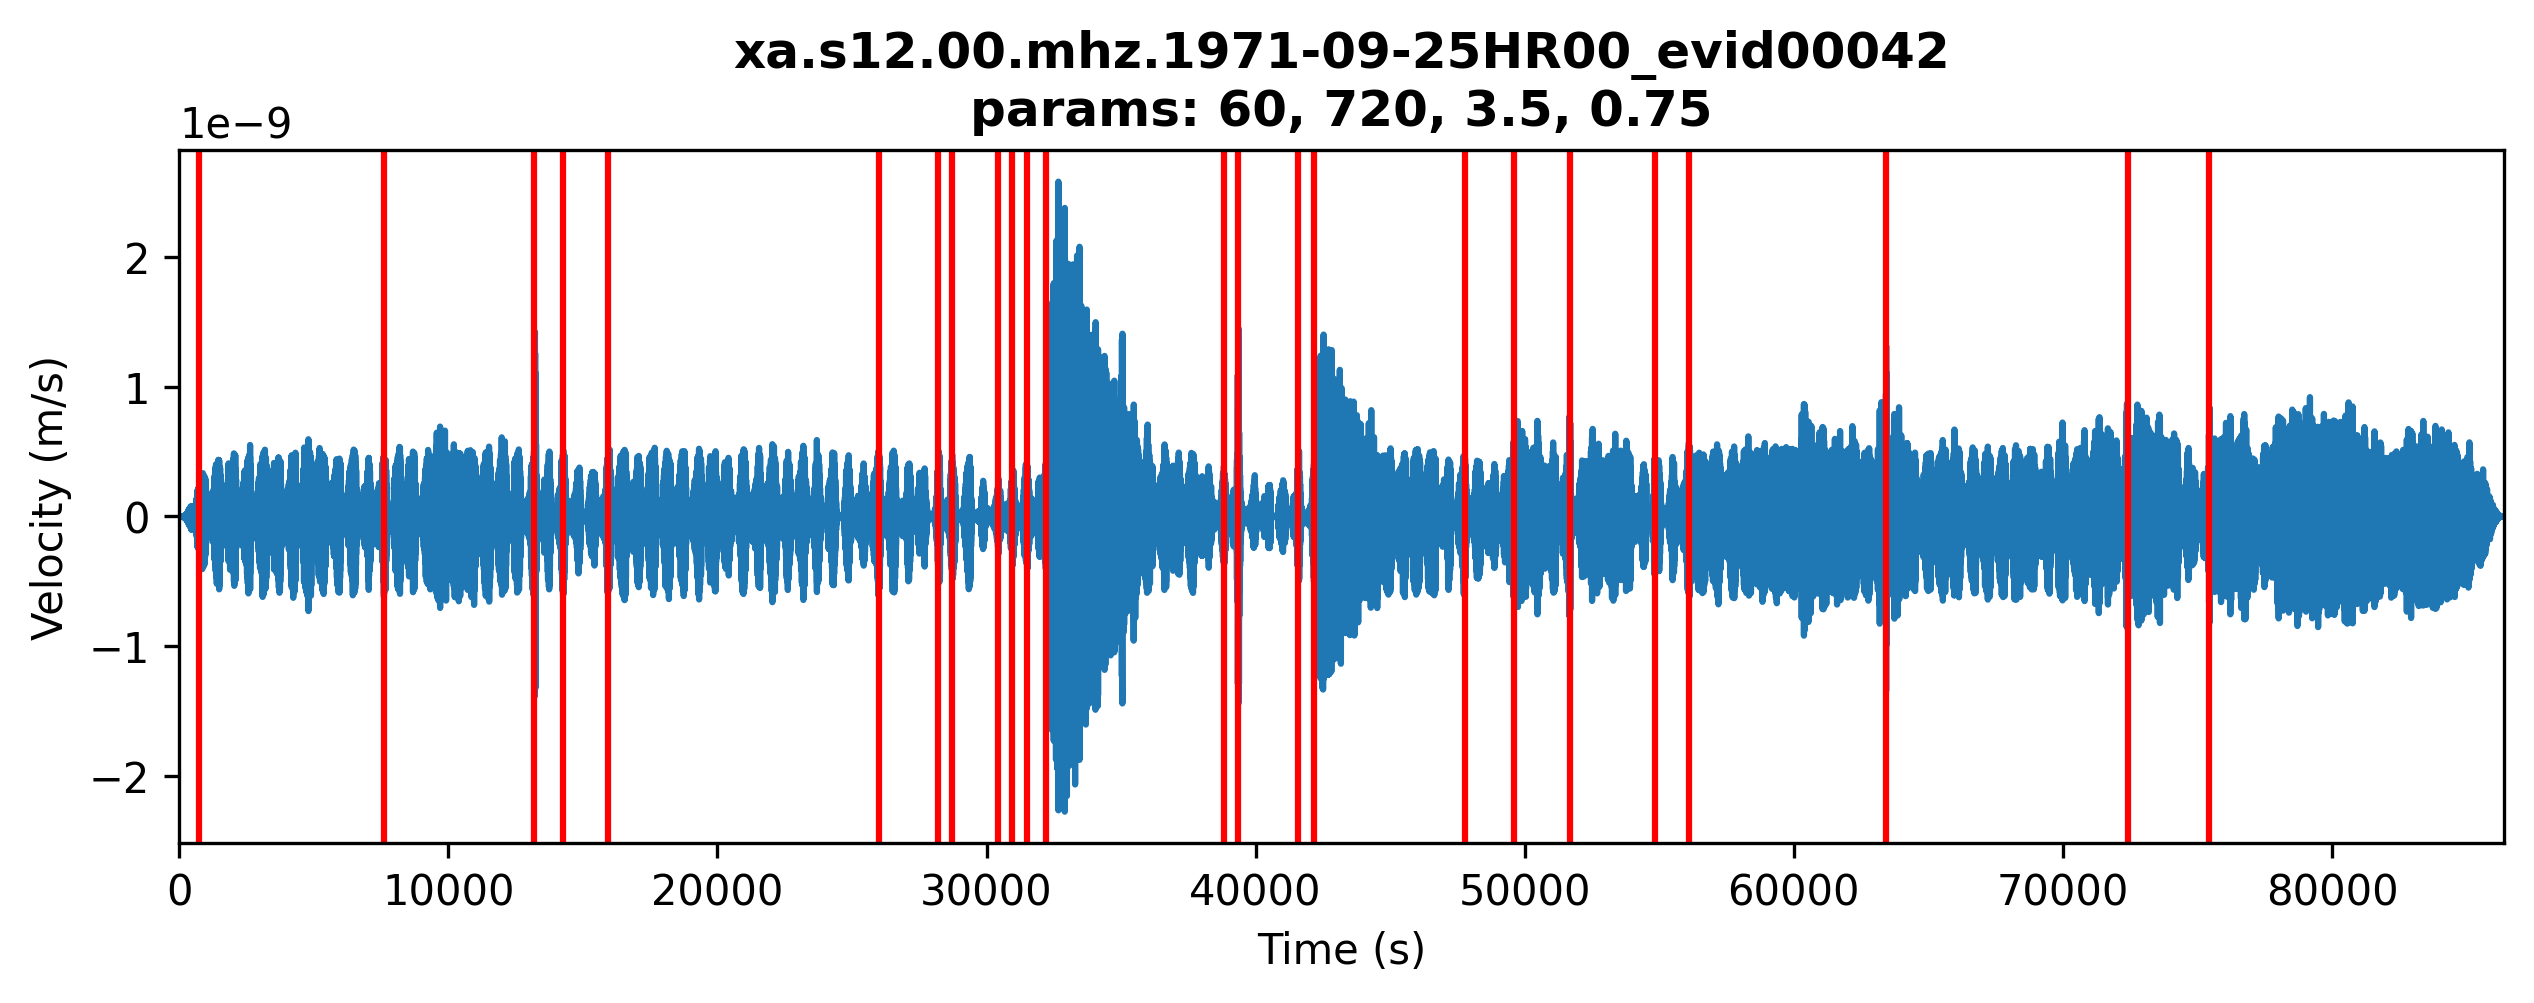 xa.s12.00.mhz.1971-09-25HR00_evid00042
params: 60, 720, 3.5, 0.75
1e−9
2
1
0
−1
−2
Velocity (m/s)
0 10000 20000 30000 40000 50000 60000 70000 80000
Time (s)